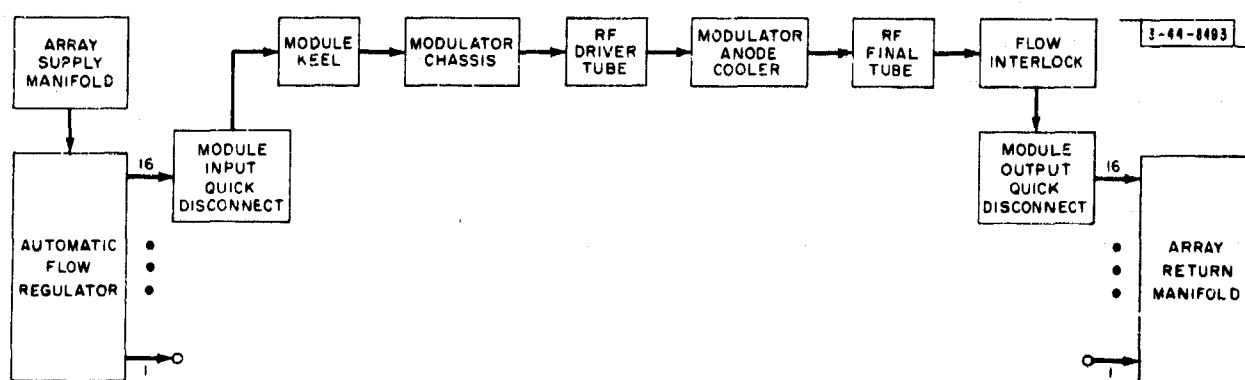 ARRAY
SUPPLY
MANIFOLD
AUTOMATIC
FLOW
REGULATOR
16
1
MODULE
INPUT
QUICK
DISCONNECT
MODULE
KEEL
MODULATOR
CHASSIS
RF
DRIVER
TUBE
MODULATOR
ANODE
COOLER
RF
FINAL
TUBE
FLOW
INTERLOCK
3-44-8493
MODULE
OUTPUT
QUICK
DISCONNECT
16
1
ARRAY
RETURN
MANIFOLD